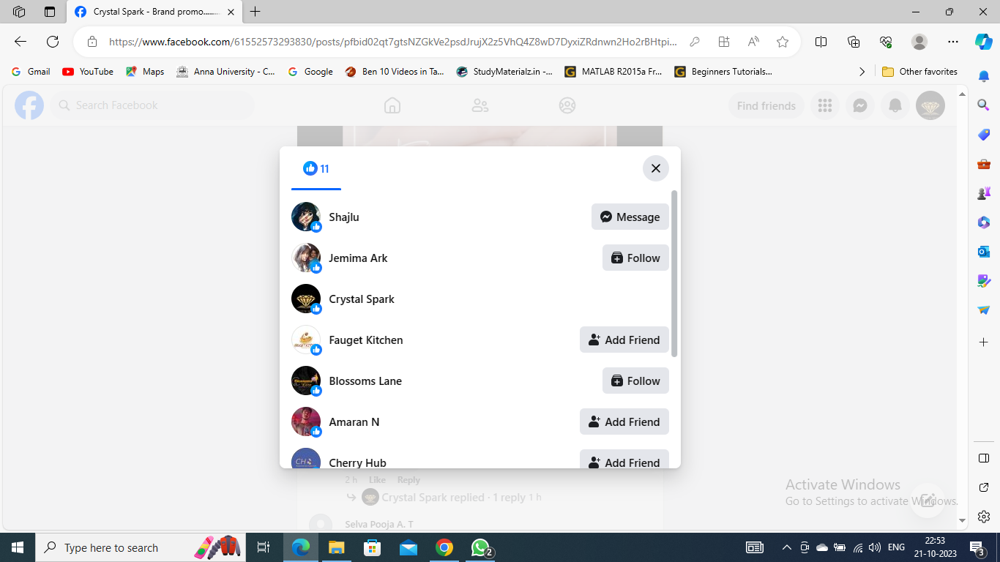 Crystal Spark - Brand promo.......
https://www.facebook.com/61552573293830/posts/pfbid02qt7gtsNZGkVe2psdJrujX2z5VhQ4Z8wD7DyxiZRdnwn2Ho2rBHtpi...
Gmail YouTube Maps Anna University - C... Google Ben 10 Videos in Ta... StudyMaterialz.in -... MATLAB R2015a Fr... Beginners Tutorials... Other favorites
Search Facebook Find friends
11
Shajlu Message
Jemima Ark Follow
Crystal Spark
Fauget Kitchen Add Friend
Blossoms Lane Follow
Amaran N Add Friend
CH
Cherry Hub Add Friend
2 h Like Reply
Crystal Spark replied · 1 reply 1 h
Selva Pooja A. T
Activate Windows
Go to Settings to activate Windows.
Type here to search 2 ENG 22:53
21-10-2023 3